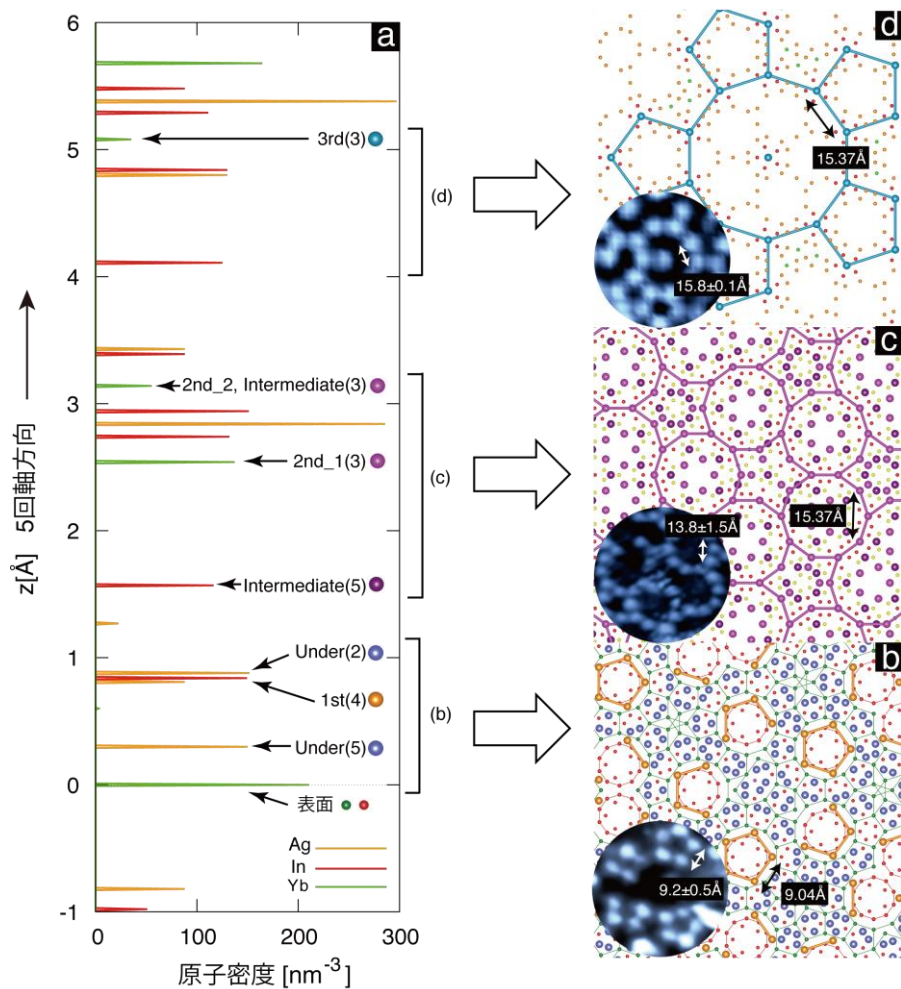 a
6
5
4
3
2
1
0
-1
z[Å] 5回軸方向
3rd(3)
(d)
2nd_2, Intermediate(3)
2nd_1(3)
(c)
Intermediate(5)
Under(2)
1st(4)
(b)
Under(5)
表面
Ag
In
Yb
0 100 200 300
原子密度 [nm-3]
d
15.37Å
15.8±0.1Å
c
13.8±1.5Å
15.37Å
b
9.2±0.5Å
9.04Å